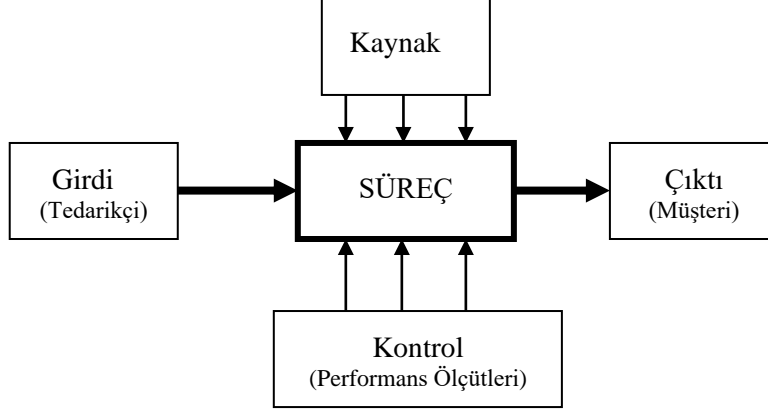 Kaynak
Girdi
(Tedarikçi)
SÜREÇ
Çıktı
(Müşteri)
Kontrol
(Performans Ölçütleri)